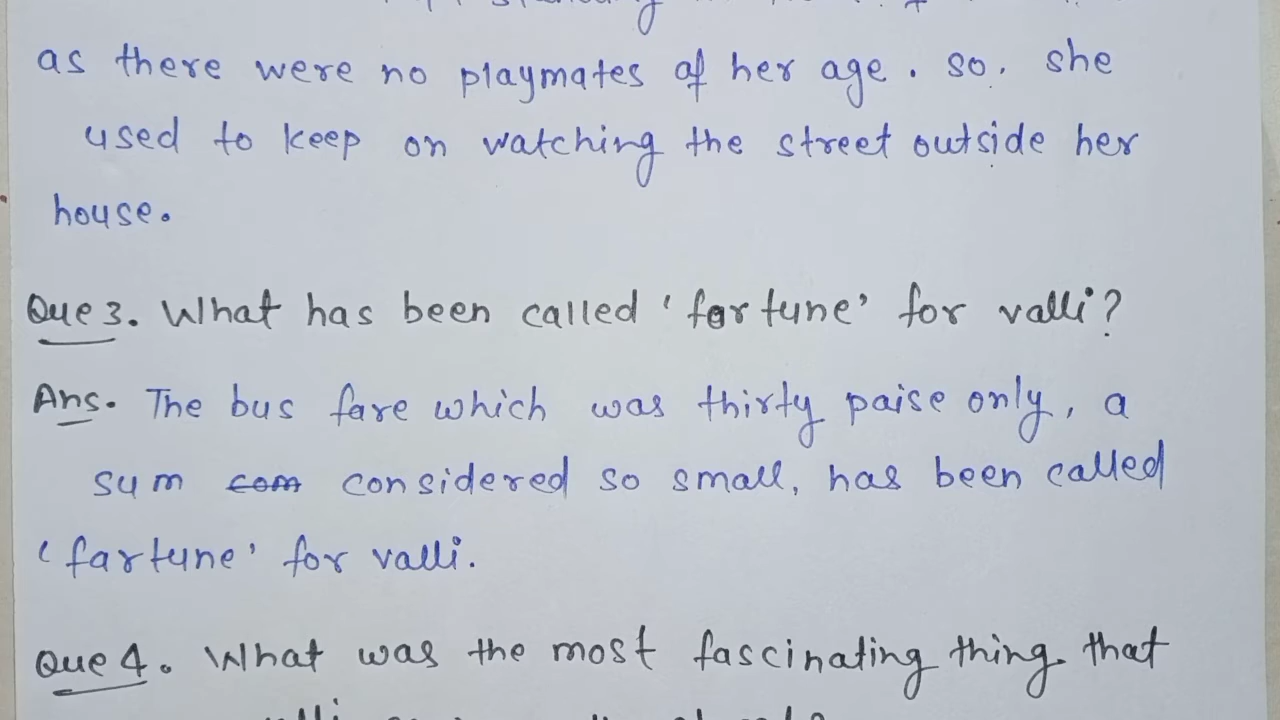 as there were no playmates of her age. so. she
used to keep on watching the street outside her
house.
Que 3. What has been called 'fortune' for valli?
Ans. The bus fare which was thirty paise only, a
sum com considered so small, has been called
'fartune' for valli.
Que 4. What was the most fascinating thing that